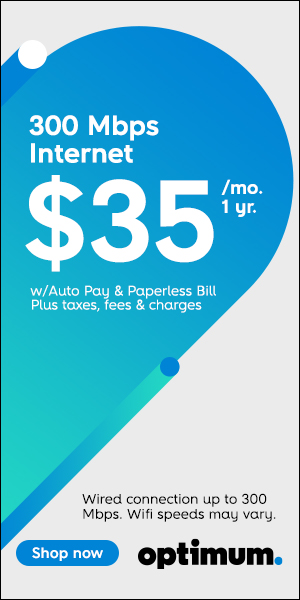 300 Mbps
Internet
$35 /mo.
1 yr.
w/Auto Pay & Paperless Bill
Plus taxes, fees & charges
Wired connection up to 300
Mbps. Wifi speeds may vary.
Shop now
optimum.